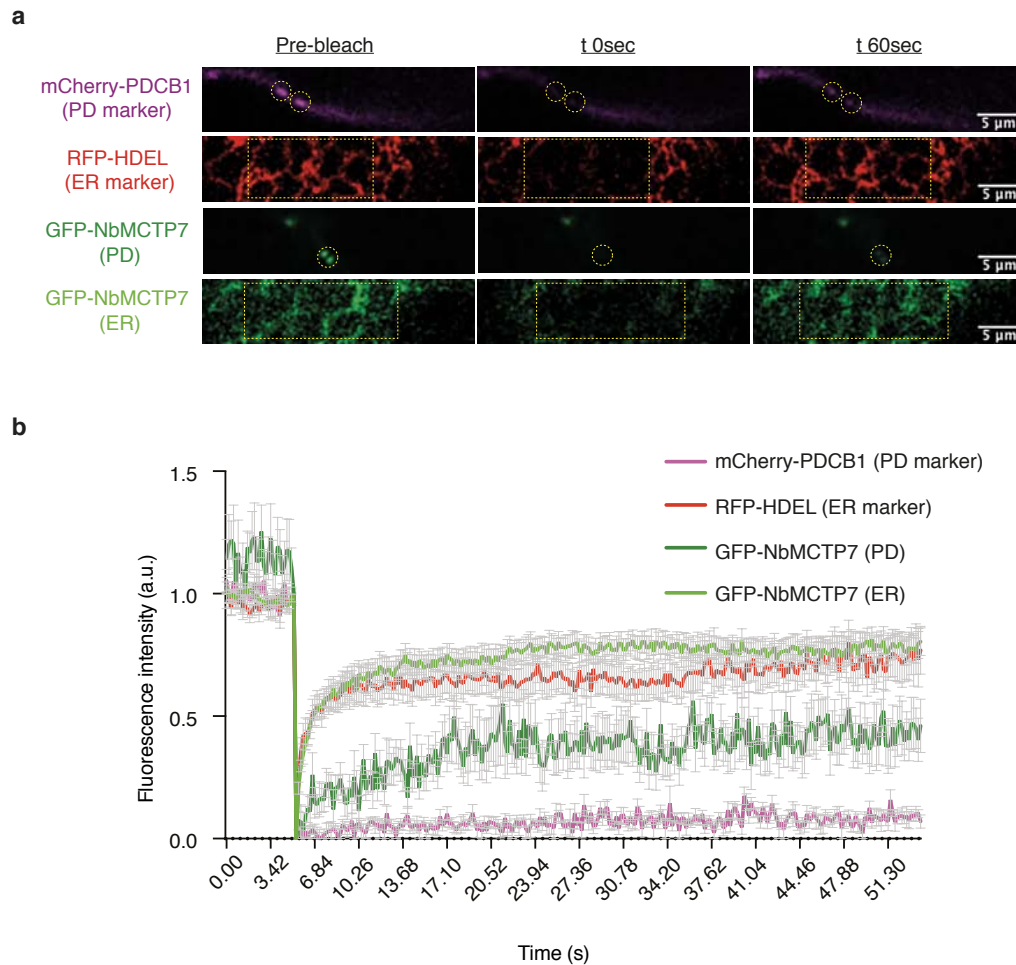 a
Pre-bleach
t 0sec
t 60sec
mCherry-PDCB1
(PD marker)
5 µm
RFP-HDEL
(ER marker)
5 µm
GFP-NbMCTP7
(PD)
5 µm
GFP-NbMCTP7
(ER)
5 µm
b
1.5
1.0
0.5
0.0
Fluorescence intensity (a.u.)
mCherry-PDCB1 (PD marker)
RFP-HDEL (ER marker)
GFP-NbMCTP7 (PD)
GFP-NbMCTP7 (ER)
0.00
3.42
6.84
10.26
13.68
17.10
20.52
23.94
27.36
30.78
34.20
37.62
41.04
44.46
47.88
51.30
Time (s)